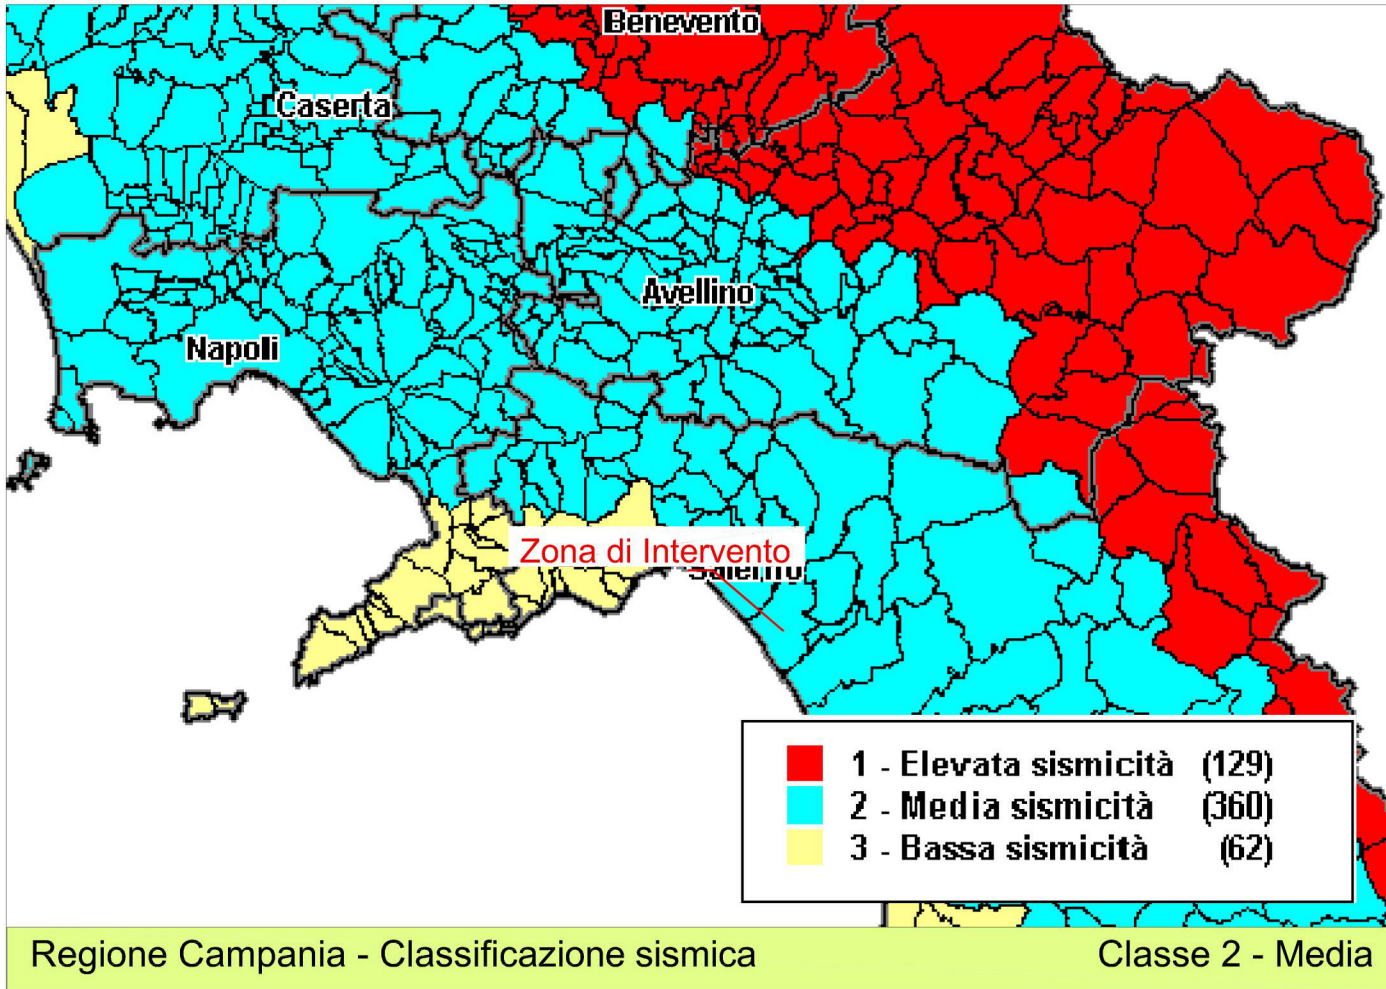 Benevento
Caserta
Avellino
Napoli
Zona di Intervento
Salerno
1 - Elevata sismicità (129)
2 - Media sismicità (360)
3 - Bassa sismicità (62)
Regione Campania - Classificazione sismica
Classe 2 - Media